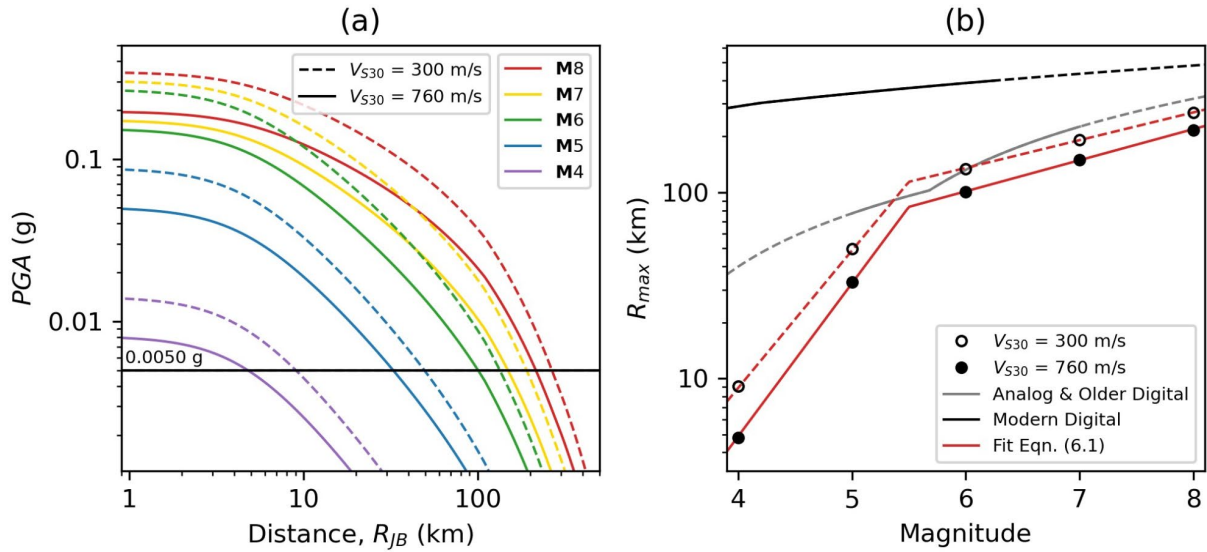 (a)
PGA (g)
0.1
0.01
V_S30 = 300 m/s
V_S30 = 760 m/s
M8
M7
M6
M5
M4
0.0050 g
1
10
100
Distance, R_JB (km)
(b)
R_max (km)
100
10
V_S30 = 300 m/s
V_S30 = 760 m/s
Analog & Older Digital
Modern Digital
Fit Eqn. (6.1)
4
5
6
7
8
Magnitude